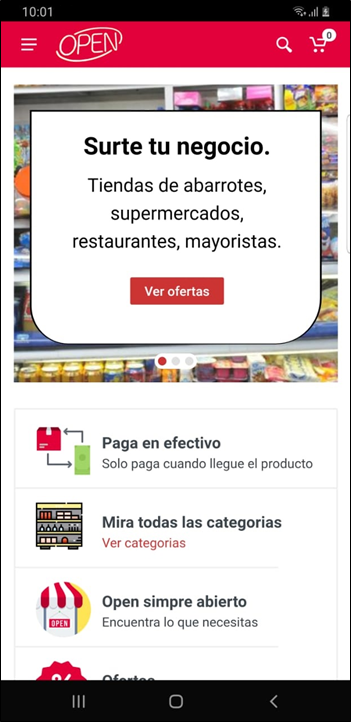 10:01
OPEN
0
Surte tu negocio.
Tiendas de abarrotes,
supermercados,
restaurantes, mayoristas.
Ver ofertas
Paga en efectivo
Solo paga cuando llegue el producto
Mira todas las categorias
Ver categorias
Open simpre abierto
Encuentra lo que necesitas
OPEN
%
Ofertas